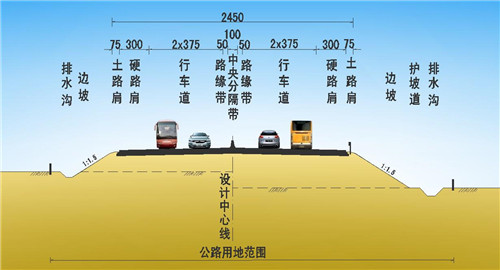 2450
100
75 300 2x375 50 50 2x375 300 75
排水沟
边坡
土路肩
硬路肩
行车道
路缘带
中央分隔带
路缘带
行车道
硬路肩
土路肩
边坡
护坡道
排水沟
1:1.5
1:1.5
设计中心线
公路用地范围